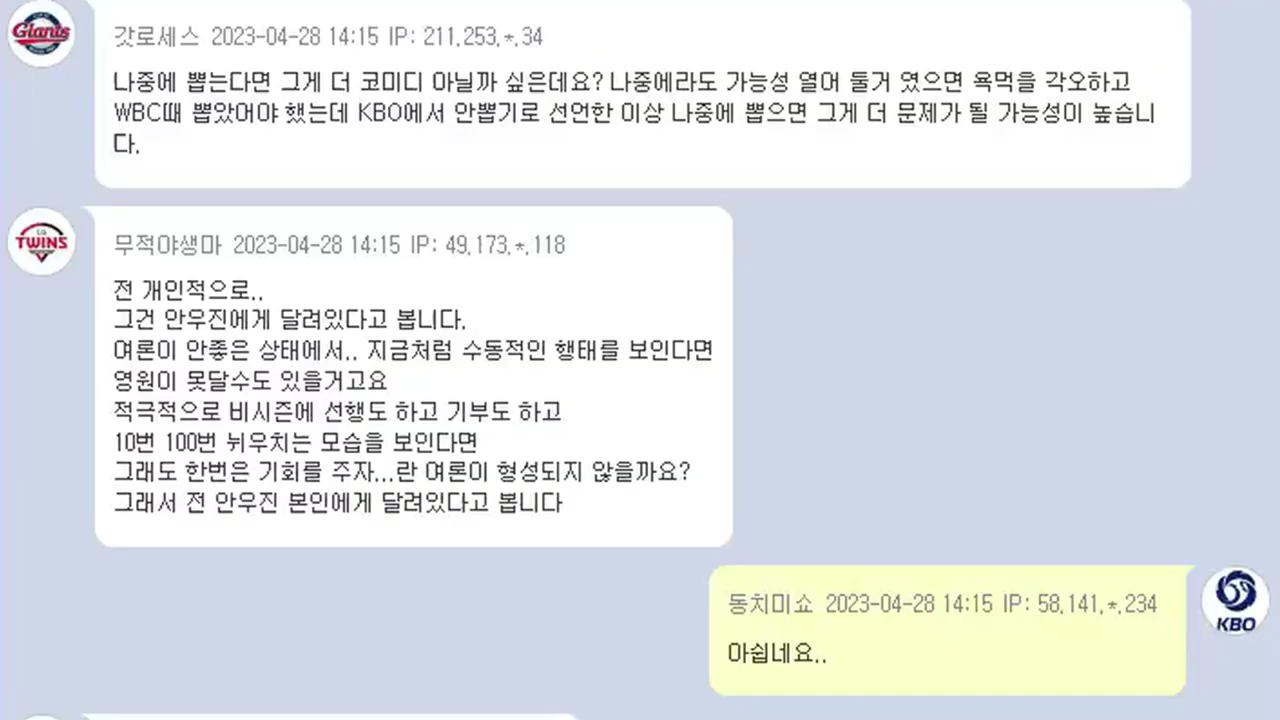 Giants
갓로세스 2023-04-28 14:15 IP: 211.253.*.34
나중에 뽑는다면 그게 더 코미디 아닐까 싶은데요? 나중에라도 가능성 열어 둘거 였으면 욕먹을 각오하고
WBC때 뽑았어야 했는데 KBO에서 안뽑기로 선언한 이상 나중에 뽑으면 그게 더 문제가 될 가능성이 높습니
다.
LG
TWINS
무적야생마 2023-04-28 14:15 IP: 49.173.*.118
전 개인적으로..
그건 안우진에게 달려있다고 봅니다.
여론이 안좋은 상태에서.. 지금처럼 수동적인 행태를 보인다면
영원이 못달수도 있을거고요
적극적으로 비시즌에 선행도 하고 기부도 하고
10번 100번 뉘우치는 모습을 보인다면
그래도 한번은 기회를 주자...란 여론이 형성되지 않을까요?
그래서 전 안우진 본인에게 달려있다고 봅니다
동치미쇼 2023-04-28 14:15 IP: 58.141.*.234
KBO
아쉽네요..